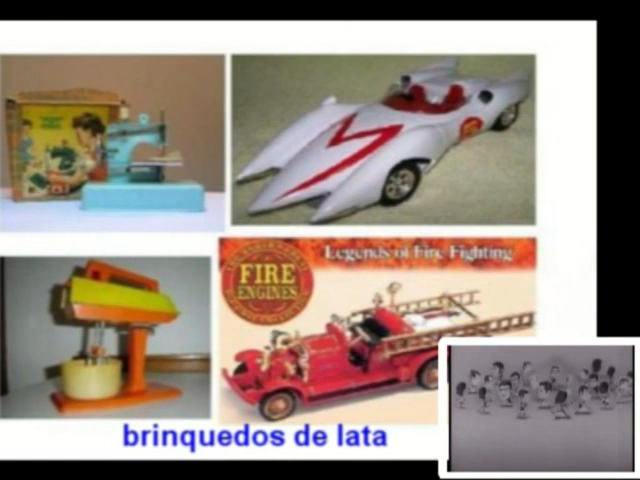 Legends of Fire Fighting
FIRE
ENGINES
brinquedos de lata